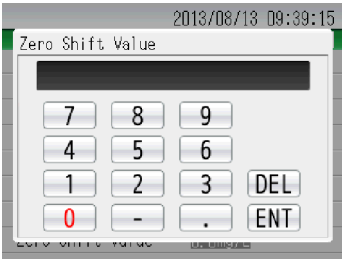 2013/08/13 09:39:15
Zero Shift Value
7 8 9
4 5 6
1 2 3 DEL
0 - . ENT
Zero Shift Value